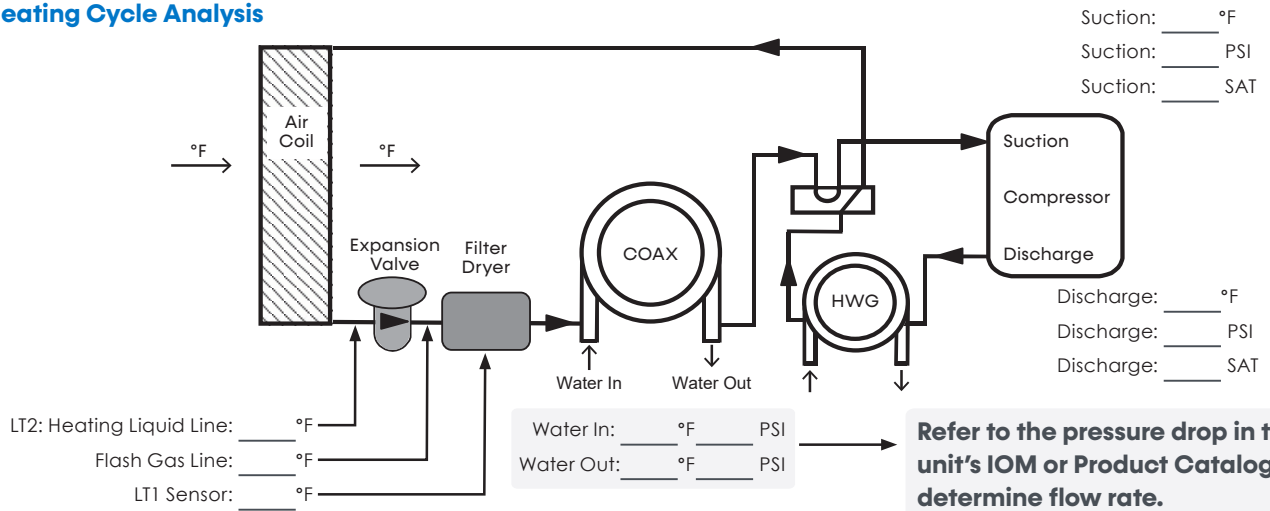 eating Cycle Analysis
Suction: °F
Suction: PSI
Suction: SAT
Air
Coil
°F
°F
Suction
Compressor
Discharge
Expansion
Valve
Filter
Dryer
COAX
HWG
Water In
Water Out
Discharge: °F
Discharge: PSI
Discharge: SAT
LT2: Heating Liquid Line: °F
Flash Gas Line: °F
LT1 Sensor: °F
Water In: °F PSI
Water Out: °F PSI
Refer to the pressure drop in t
unit's IOM or Product Catalog
determine flow rate.